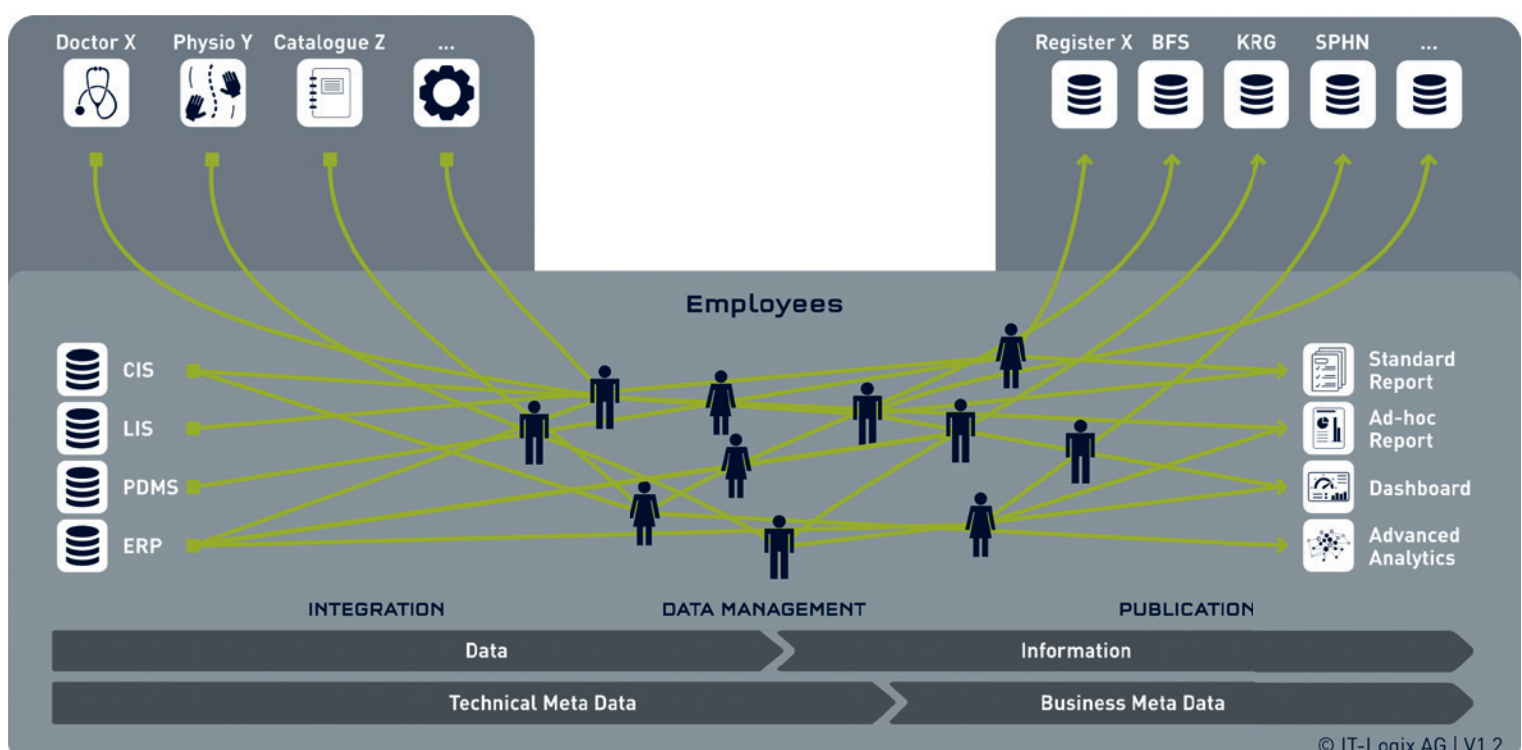 Doctor X Physio Y Catalogue Z ...
Register X BFS KRG SPHN ...
Employees
CIS
LIS
PDMS
ERP
Standard
Report
Ad-hoc
Report
Dashboard
Advanced
Analytics
INTEGRATION DATA MANAGEMENT PUBLICATION
Data Information
Technical Meta Data Business Meta Data
© IT-Logix AG | V1.2